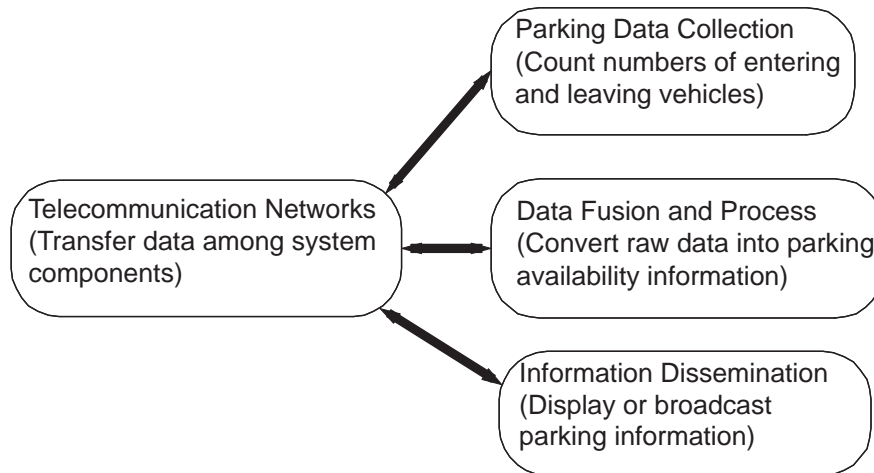 Parking Data Collection
(Count numbers of entering
and leaving vehicles)
Telecommunication Networks
(Transfer data among system
components)
Data Fusion and Process
(Convert raw data into parking
availability information)
Information Dissemination
(Display or broadcast
parking information)